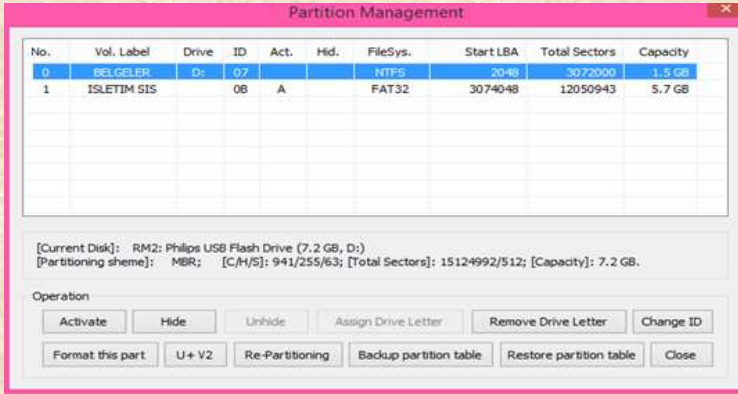 Partition Management
No. Vol. Label Drive ID Act. Hid. FileSys. Start LBA Total Sectors Capacity
0 BELGELER D: 07 NTFS 2048 3072000 1.5 GB
1 ISLETIM SIS 0B A FAT32 3074048 12050943 5.7 GB
[Current Disk]: RM2: Philips USB Flash Drive (7.2 GB, D:)
[Partitioning sheme]: MBR; [C/H/S]: 941/255/63; [Total Sectors]: 15124992/512; [Capacity]: 7.2 GB.
Operation
Activate Hide Unhide Assign Drive Letter Remove Drive Letter Change ID
Format this part U+ V2 Re-Partitioning Backup partition table Restore partition table Close